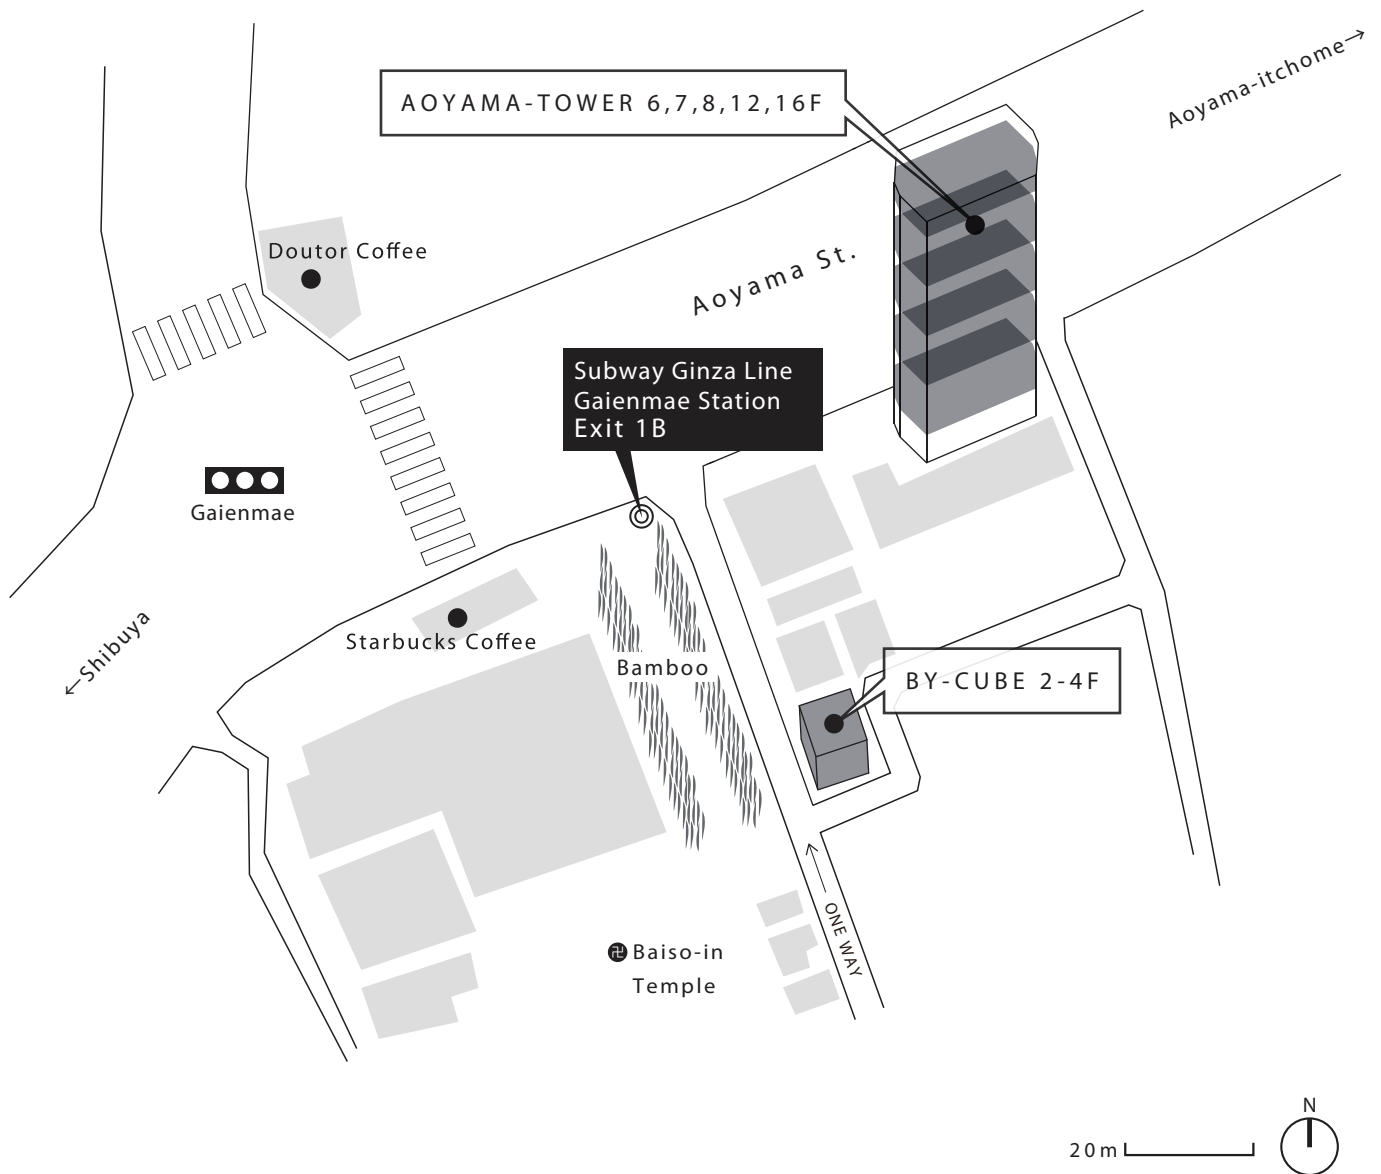 Aoyama-itchome→
AOYAMA-TOWER 6,7,8,12,16F
Doutor Coffee
Aoyama St.
Subway Ginza Line
Gaienmae Station
Exit 1B
Gaienmae
←Shibuya
Starbucks Coffee
Bamboo
BY-CUBE 2-4F
ONE WAY
卍 Baiso-in
Temple
N
20m